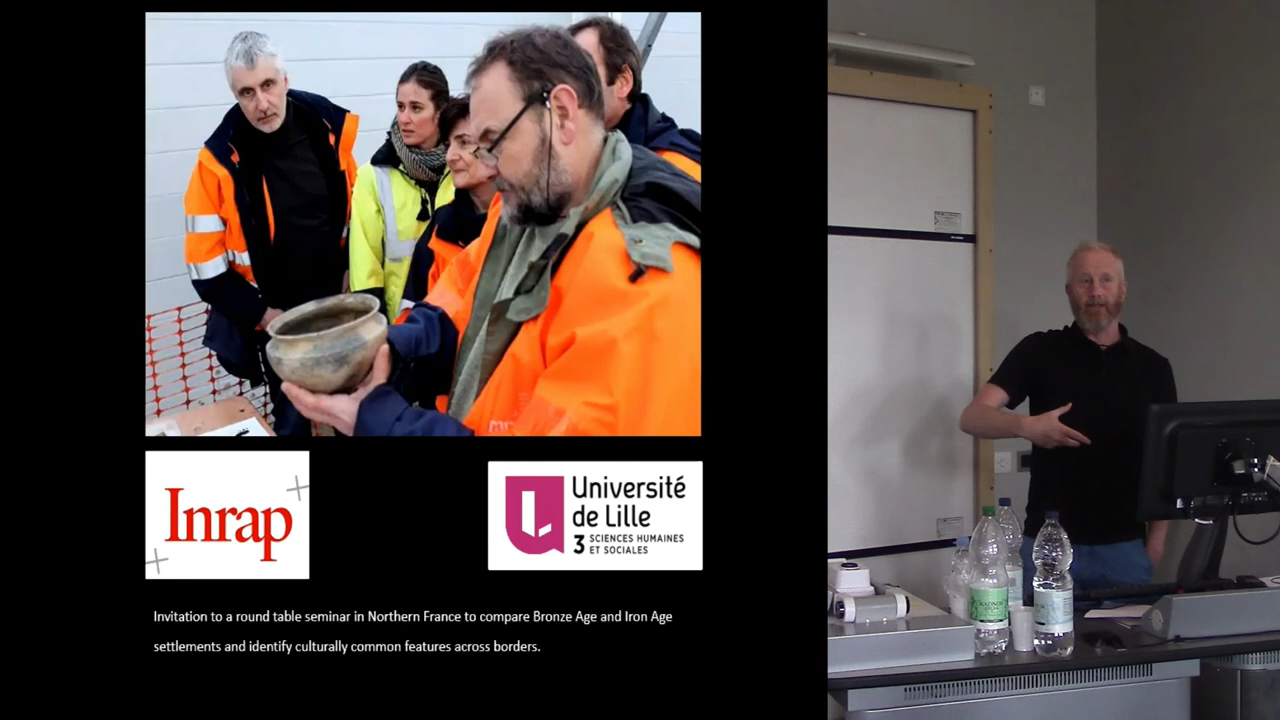 Inrap
Université
de Lille
3 SCIENCES HUMAINES
ET SOCIALES
Invitation to a round table seminar in Northern France to compare Bronze Age and Iron Age
settlements and identify culturally common features across borders.